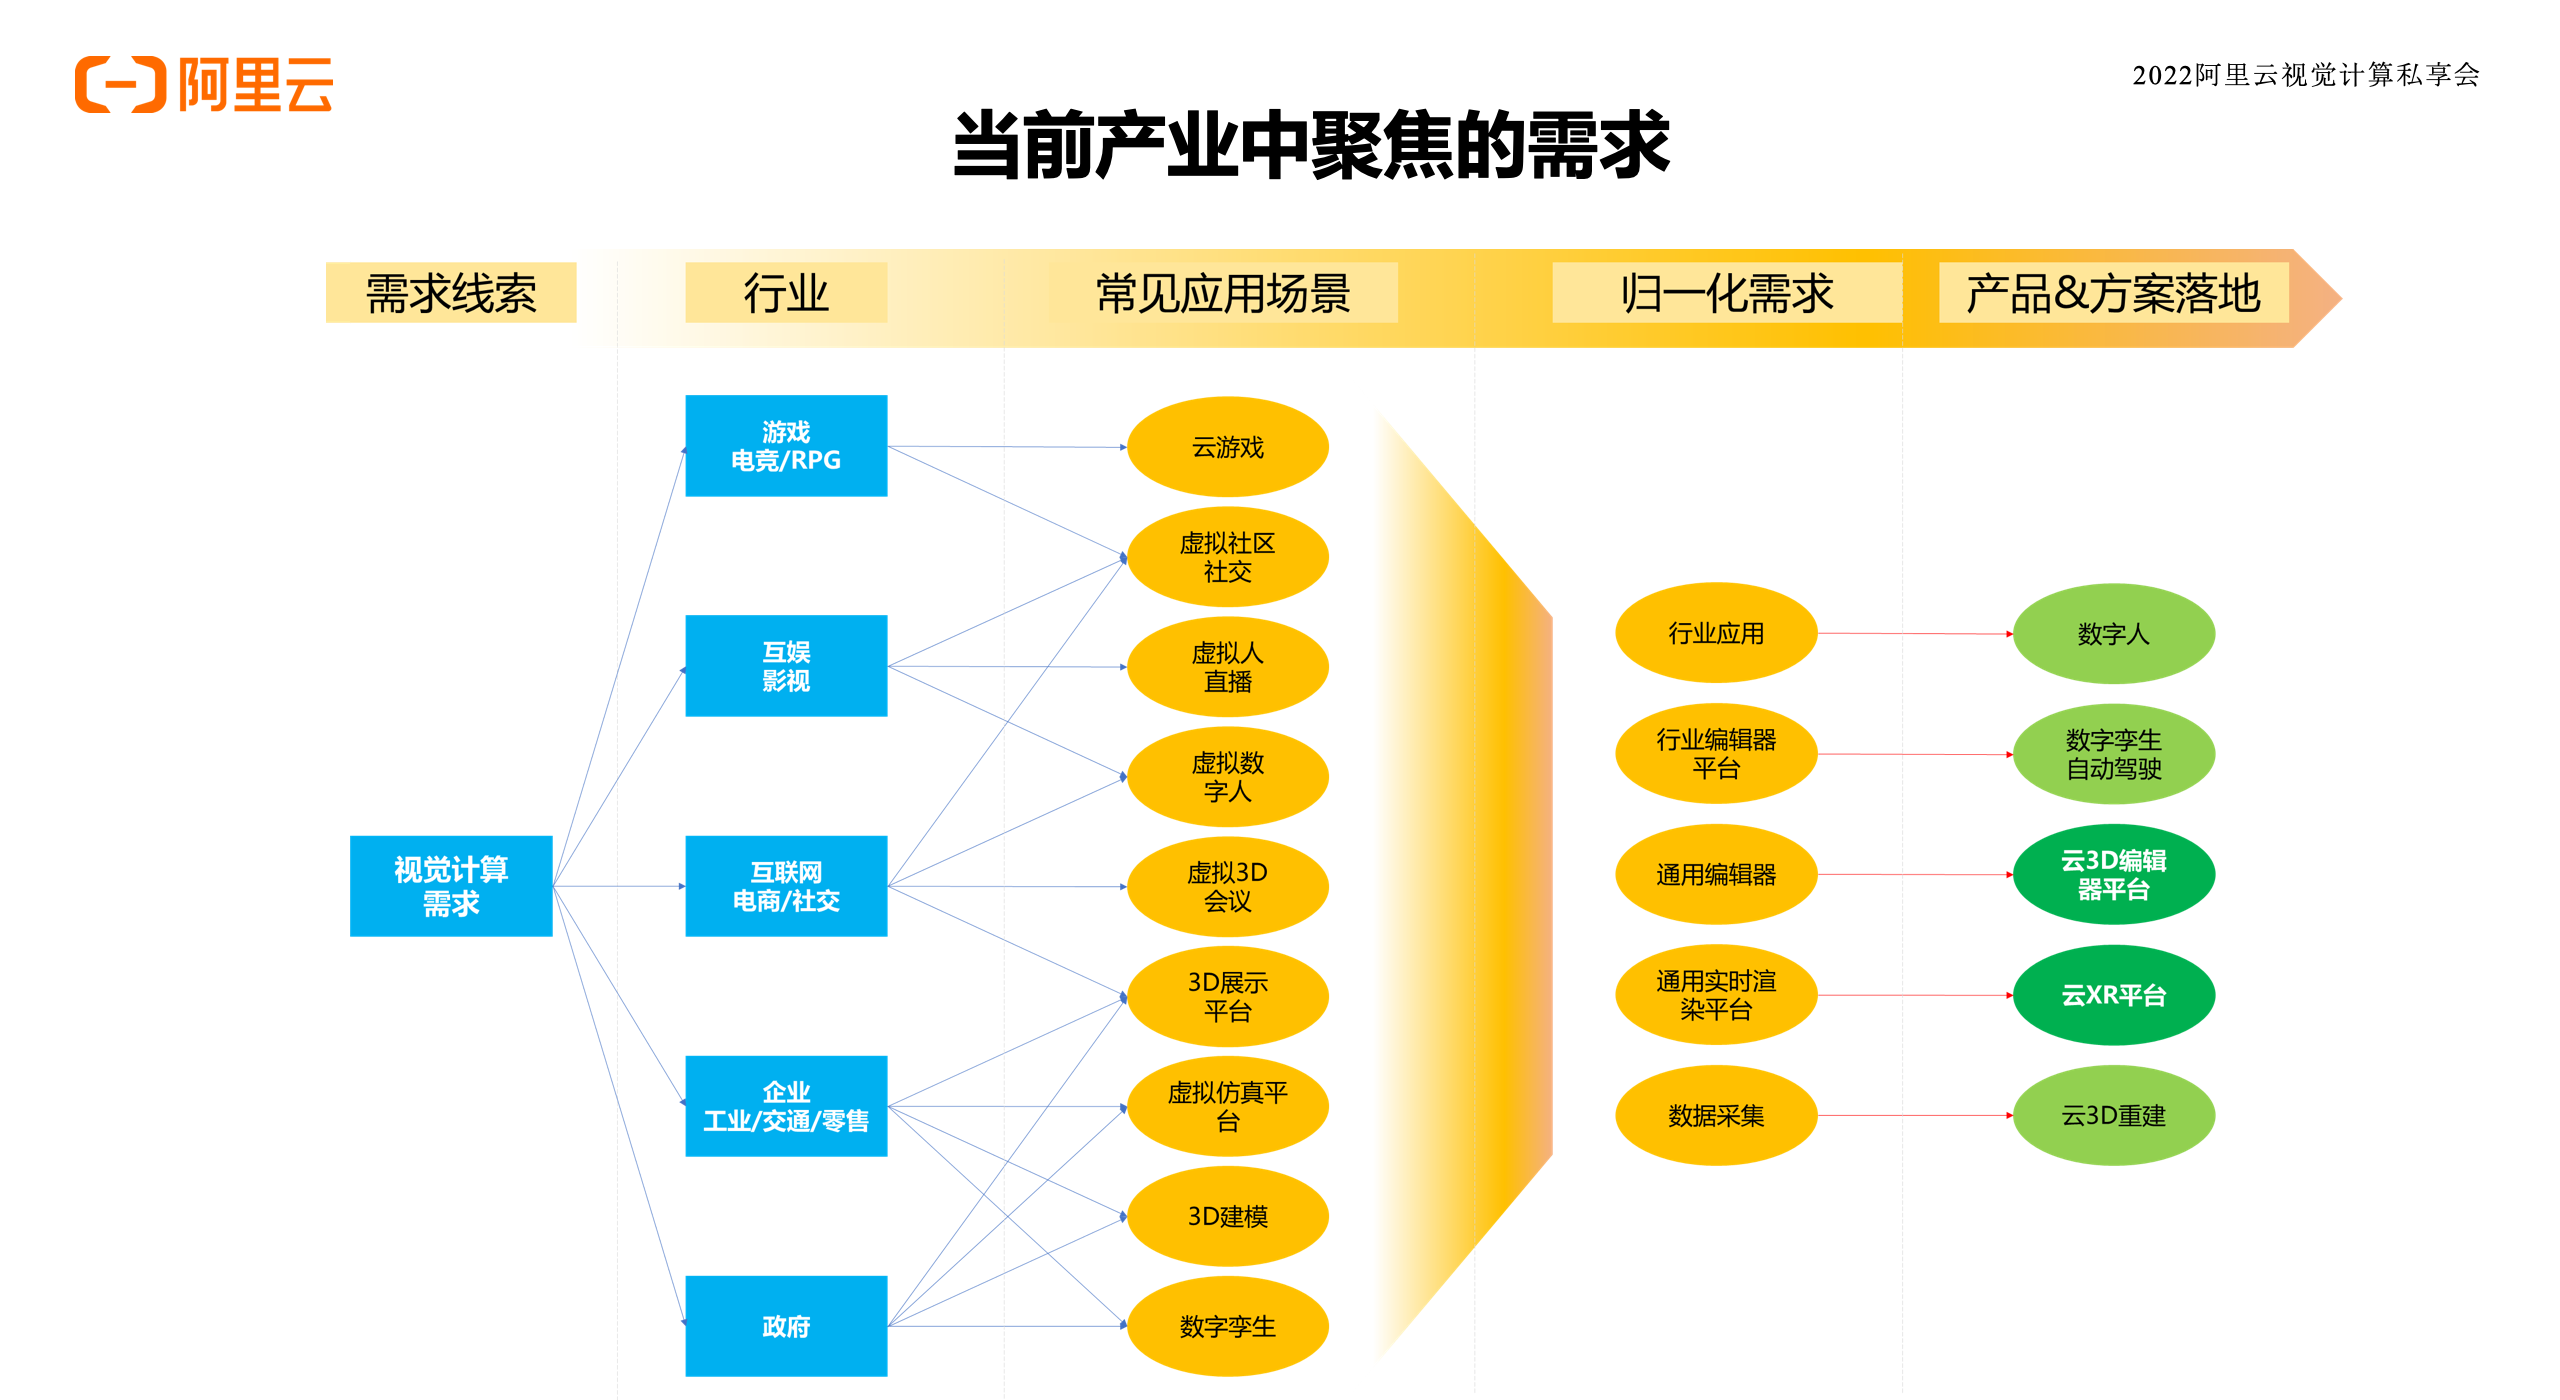 阿里云
2022阿里云视觉计算私享会
当前产业中聚焦的需求
需求线索
行业
常见应用场景
归一化需求
产品&方案落地
视觉计算
需求
游戏
电竞/RPG
互娱
影视
互联网
电商/社交
企业
工业/交通/零售
政府
云游戏
虚拟社区
社交
虚拟人
直播
虚拟数
字人
虚拟3D
会议
3D展示
平台
虚拟仿真平
台
3D建模
数字孪生
行业应用
行业编辑器
平台
通用编辑器
通用实时渲
染平台
数据采集
数字人
数字孪生
自动驾驶
云3D编辑
器平台
云XR平台
云3D重建